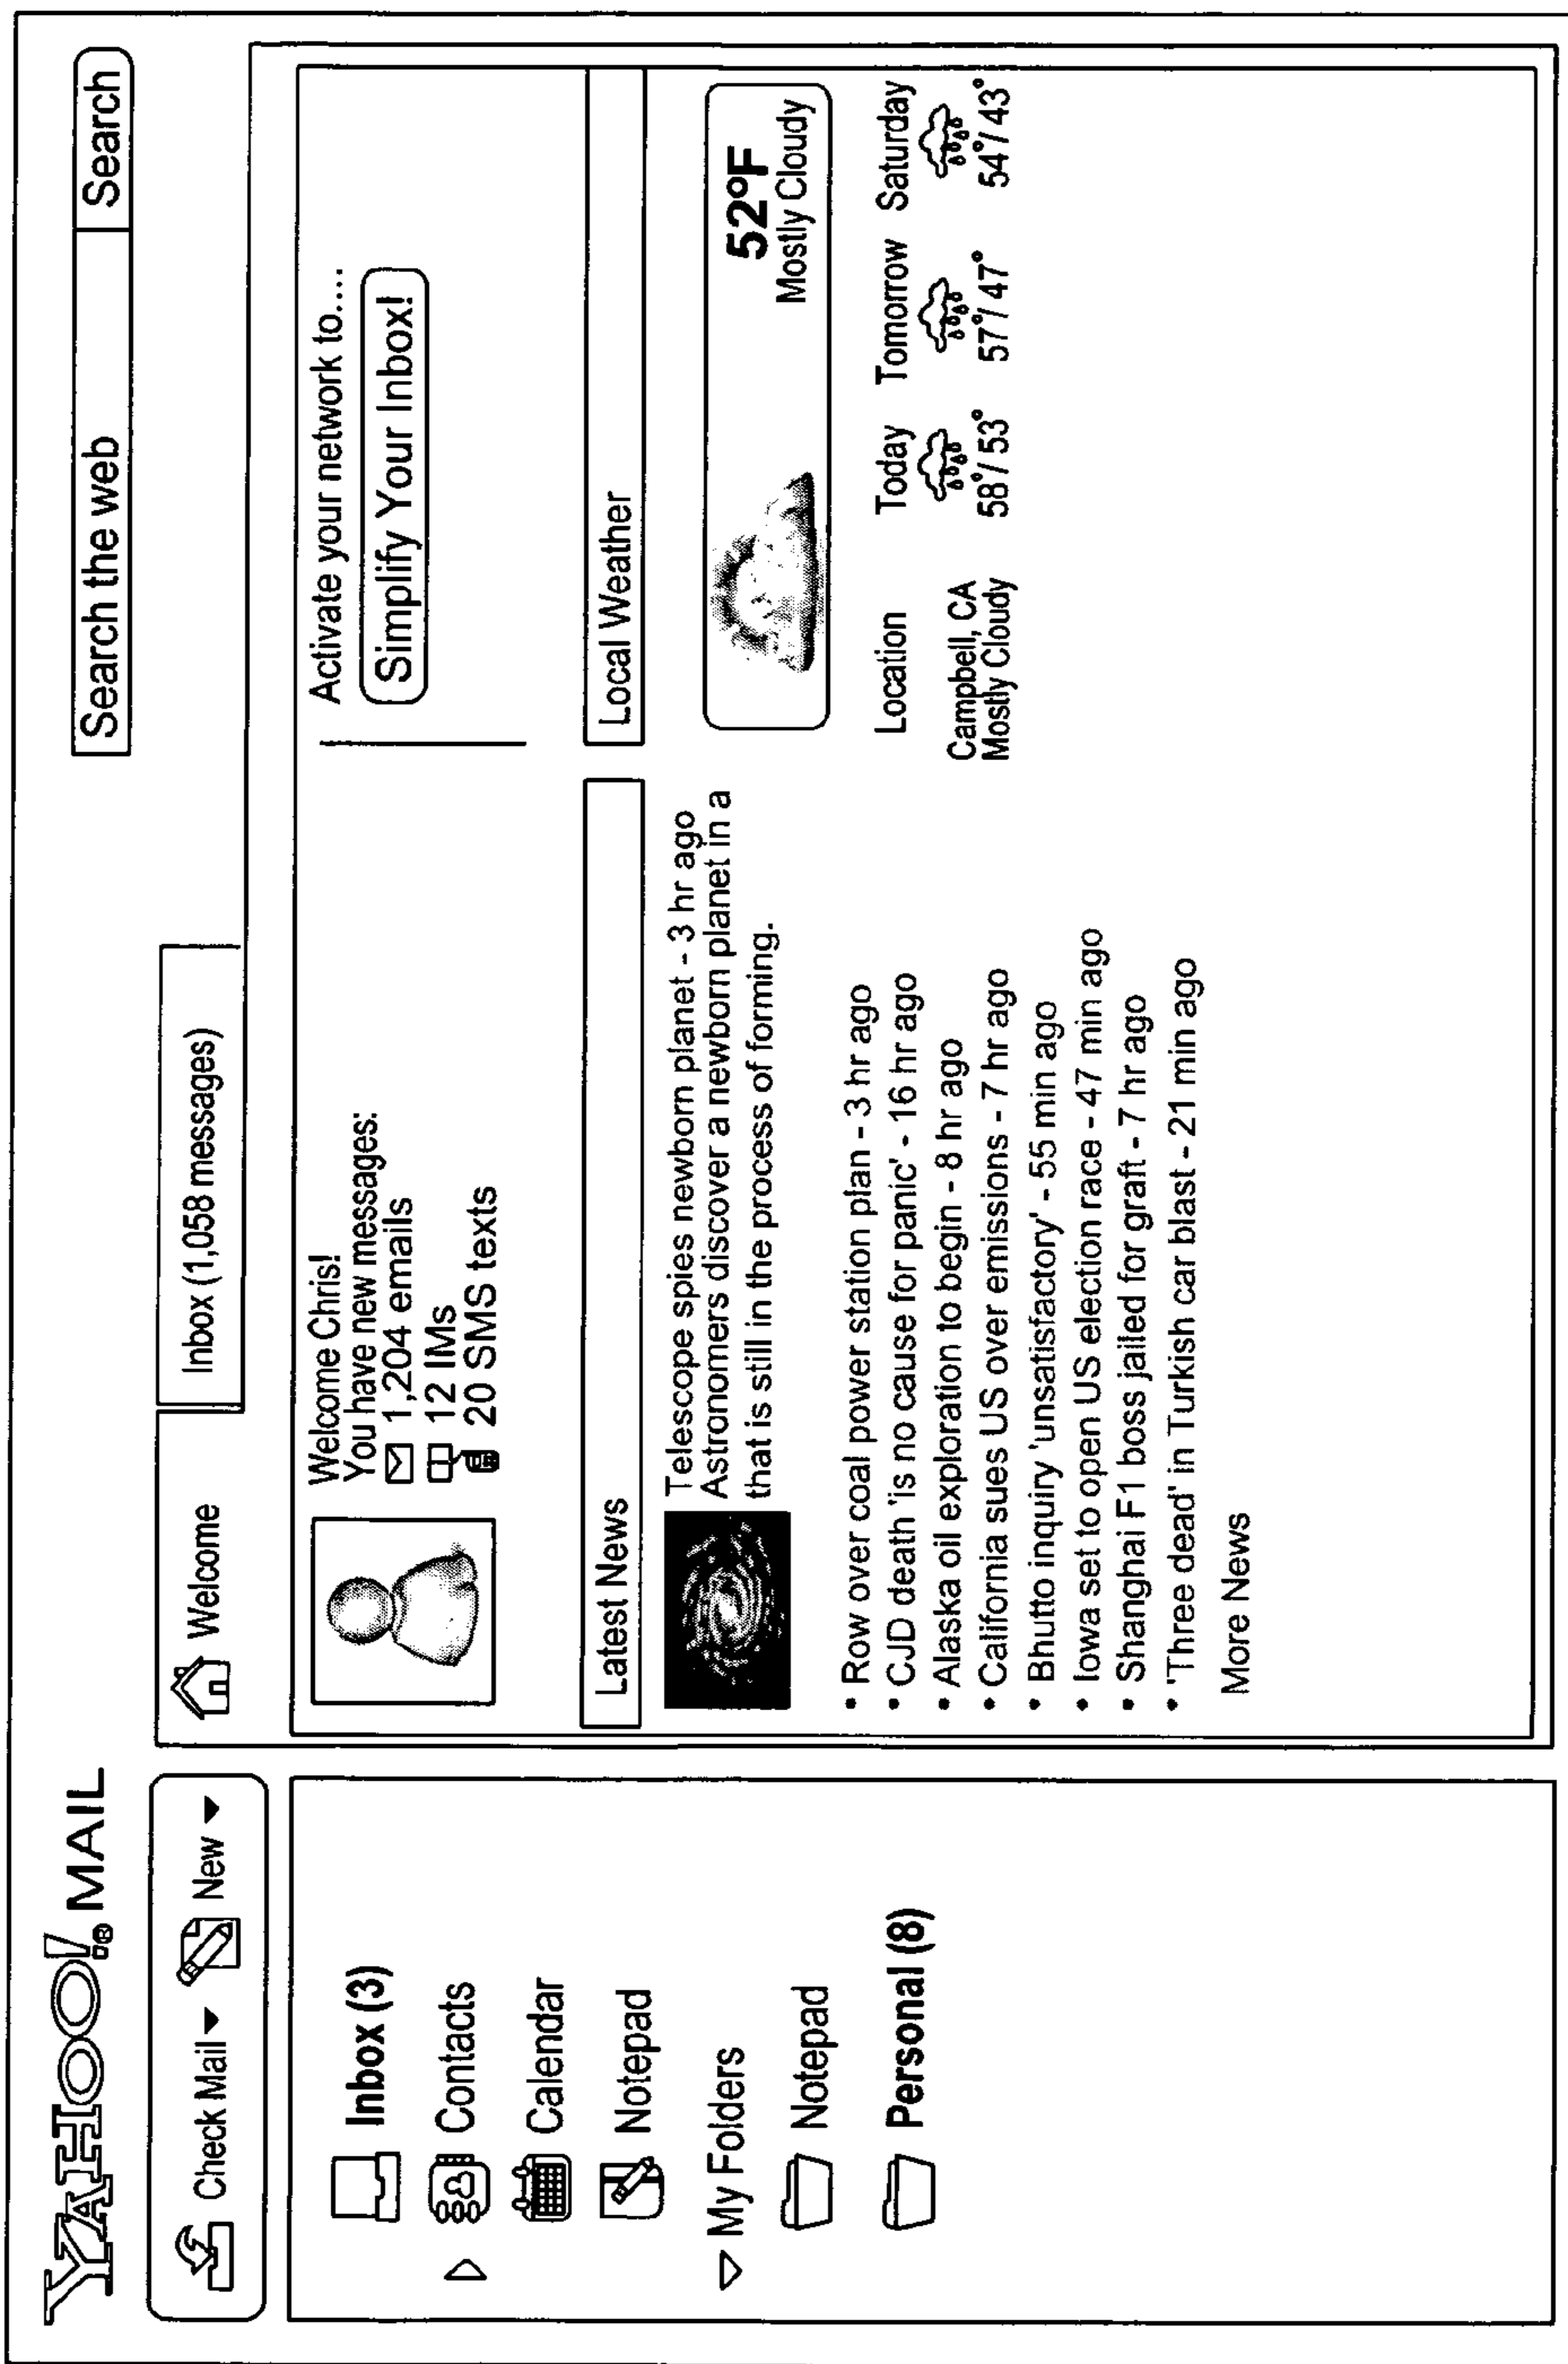 YAHOO!® MAIL
Search the web Search
Check Mail New
Welcome
Inbox (1,058 messages)
Inbox (3)
Contacts
Calendar
Notepad
My Folders
Notepad
Personal (8)
Welcome Chris!
You have new messages:
1,204 emails
12 IMs
20 SMS texts
Activate your network to....
Simplify Your Inbox!
Latest News
Telescope spies newborn planet - 3 hr ago
Astronomers discover a newborn planet in a
that is still in the process of forming.
• Row over coal power station plan - 3 hr ago
• CJD death 'is no cause for panic' - 16 hr ago
• Alaska oil exploration to begin - 8 hr ago
• California sues US over emissions - 7 hr ago
• Bhutto inquiry 'unsatisfactory' - 55 min ago
• Iowa set to open US election race - 47 min ago
• Shanghai F1 boss jailed for graft - 7 hr ago
• 'Three dead' in Turkish car blast - 21 min ago
More News
Local Weather
52°F
Mostly Cloudy
Location Today Tomorrow Saturday
Campbell, CA
Mostly Cloudy
58°/53° 57°/47° 54°/43°